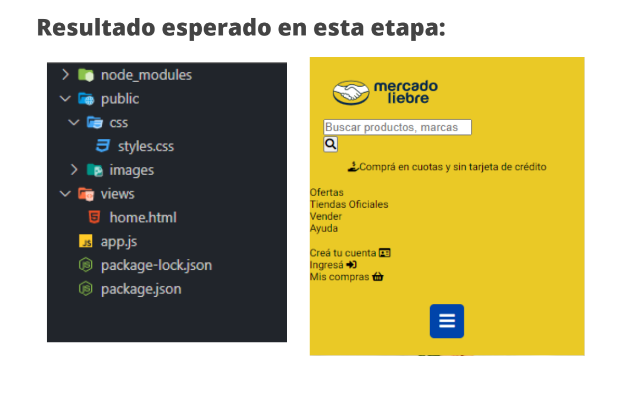 Resultado esperado en esta etapa:
node_modules
public
css
styles.css
images
views
home.html
JS app.js
package-lock.json
package.json
mercado
liebre
Buscar productos, marcas
Comprá en cuotas y sin tarjeta de crédito
Ofertas
Tiendas Oficiales
Vender
Ayuda
Creá tu cuenta
Ingresá
Mis compras